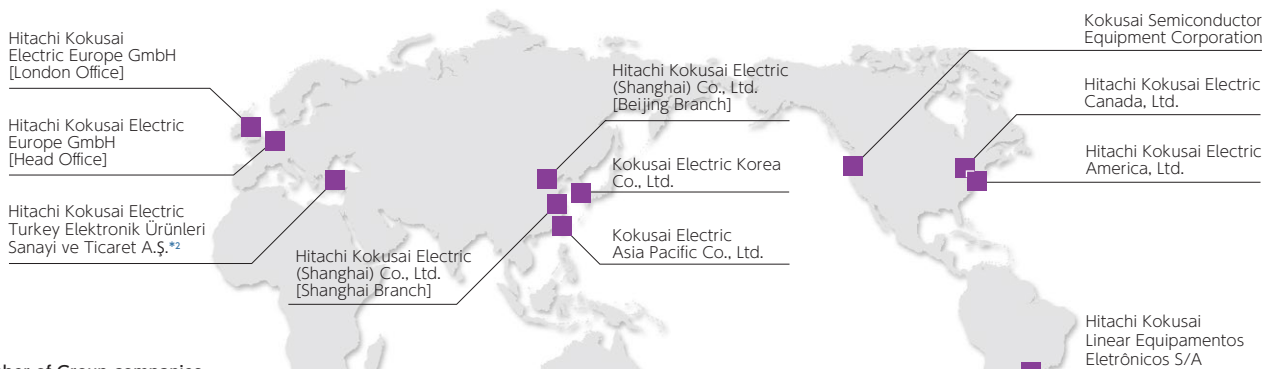 Hitachi Kokusai
Electric Europe GmbH
[London Office]
Hitachi Kokusai Electric
Europe GmbH
[Head Office]
Hitachi Kokusai Electric
Turkey Elektronik Ürünleri
Sanayi ve Ticaret A.Ş.*2
Hitachi Kokusai Electric
(Shanghai) Co., Ltd.
[Shanghai Branch]
Hitachi Kokusai Electric
(Shanghai) Co., Ltd.
[Beijing Branch]
Kokusai Electric Korea
Co., Ltd.
Kokusai Electric
Asia Pacific Co., Ltd.
Kokusai Semiconductor
Equipment Corporation
Hitachi Kokusai Electric
Canada, Ltd.
Hitachi Kokusai Electric
America, Ltd.
Hitachi Kokusai
Linear Equipamentos
Eletrônicos S/A
of Group companies